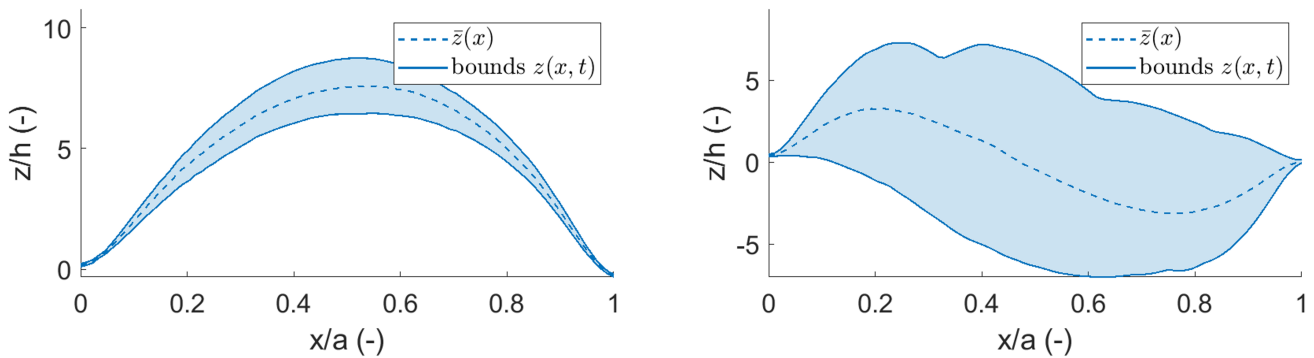 10
z̄(x)
bounds z(x, t)
5
0
z/h (-)
0 0.2 0.4 0.6 0.8 1
x/a (-)
z̄(x)
bounds z(x, t)
5
0
-5
z/h (-)
0 0.2 0.4 0.6 0.8 1
x/a (-)